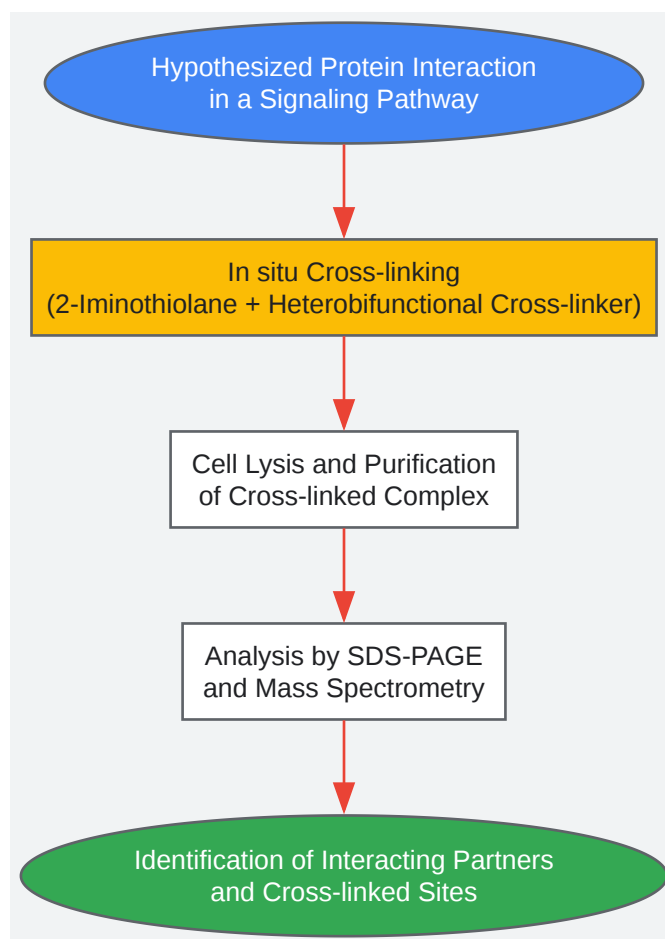 Hypothesized Protein Interaction
in a Signaling Pathway
In situ Cross-linking
(2-Iminothiolane + Heterobifunctional Cross-linker)
Cell Lysis and Purification
of Cross-linked Complex
Analysis by SDS-PAGE
and Mass Spectrometry
Identification of Interacting Partners
and Cross-linked Sites